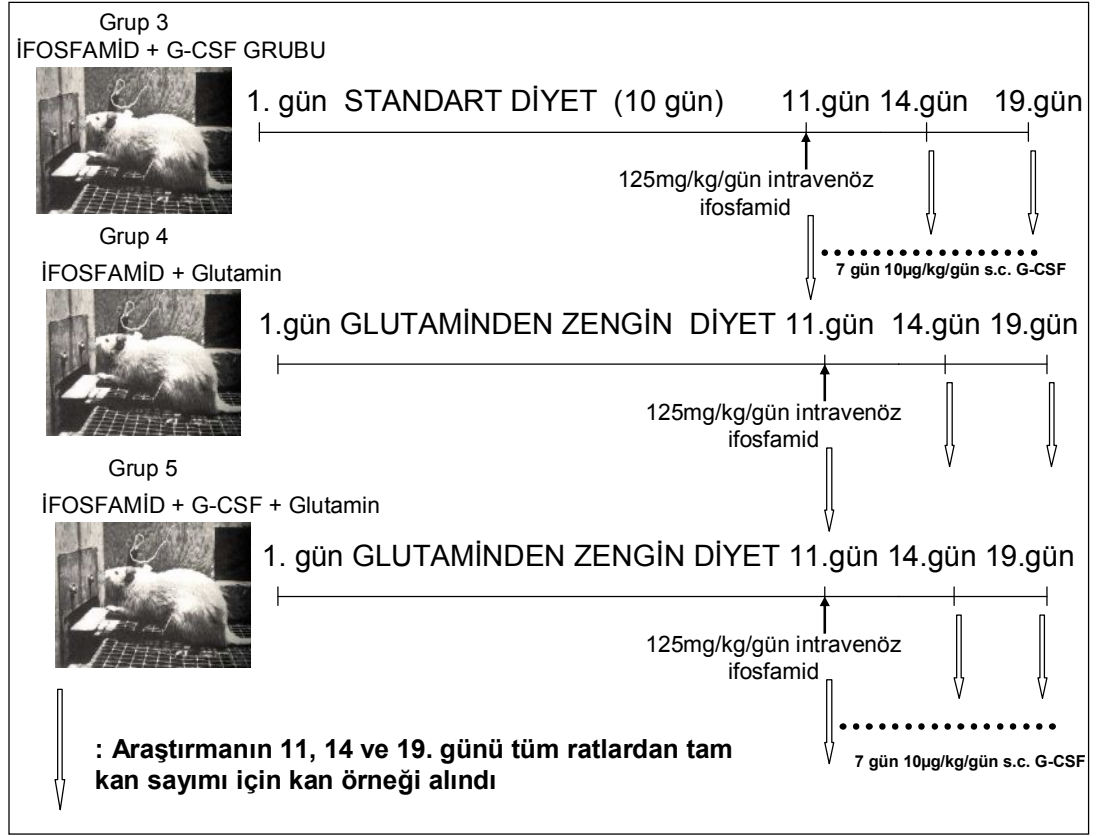 Grup 3
İFOSFAMİD + G-CSF GRUBU
1. gün STANDART DİYET (10 gün) 11.gün 14.gün 19.gün
125mg/kg/gün intravenöz
ifosfamid
7 gün 10µg/kg/gün s.c. G-CSF
Grup 4
İFOSFAMİD + Glutamin
1.gün GLUTAMİNDEN ZENGİN DİYET 11.gün 14.gün 19.gün
125mg/kg/gün intravenöz
ifosfamid
Grup 5
İFOSFAMİD + G-CSF + Glutamin
1. gün GLUTAMİNDEN ZENGİN DİYET 11.gün 14.gün 19.gün
125mg/kg/gün intravenöz
ifosfamid
7 gün 10µg/kg/gün s.c. G-CSF
: Araştırmanın 11, 14 ve 19. günü tüm ratlardan tam
kan sayımı için kan örneği alındı